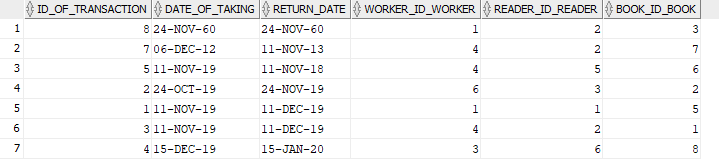 ID_OF_TRANSACTION DATE_OF_TAKING RETURN_DATE WORKER_ID_WORKER READER_ID_READER BOOK_ID_BOOK
1 8 24-NOV-60 24-NOV-60 1 2 3
2 7 06-DEC-12 11-NOV-13 4 2 7
3 5 11-NOV-19 11-NOV-18 4 5 6
4 2 24-OCT-19 24-NOV-19 6 3 2
5 1 11-NOV-19 11-DEC-19 1 1 5
6 3 11-NOV-19 11-DEC-19 4 2 1
7 4 15-DEC-19 15-JAN-20 3 6 8